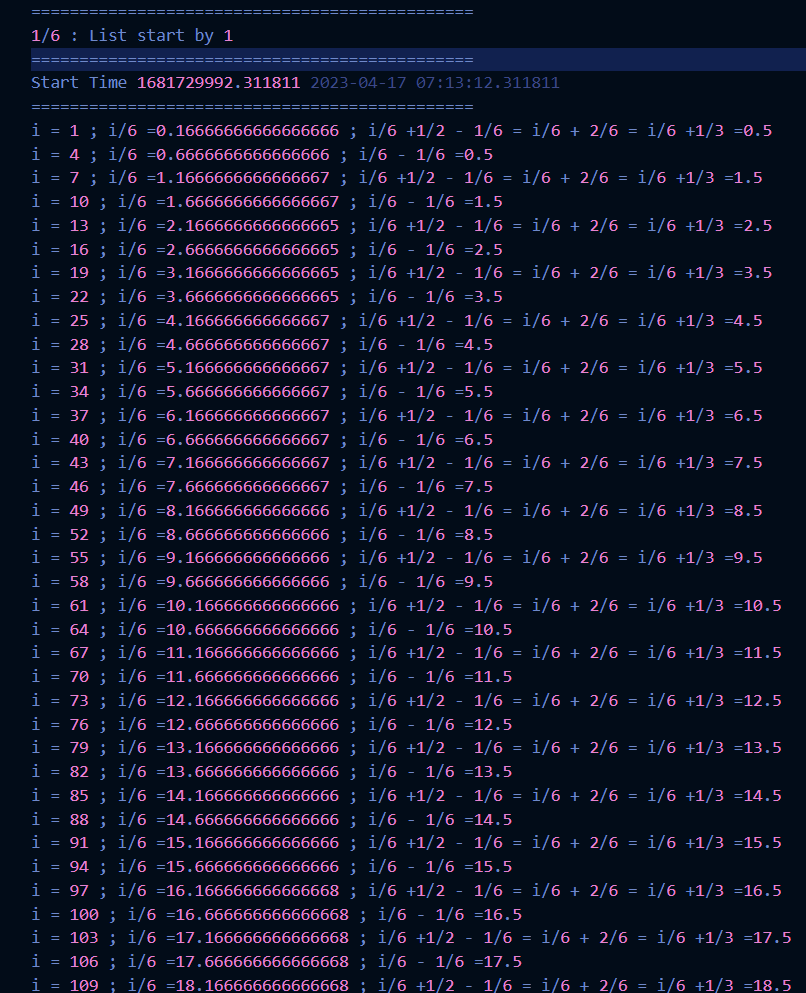 ==============================================
1/6 : List start by 1
==============================================
Start Time 1681729992.311811 2023-04-17 07:13:12.311811
==============================================
i = 1 ; i/6 =0.16666666666666666 ; i/6 +1/2 - 1/6 = i/6 + 2/6 = i/6 +1/3 =0.5
i = 4 ; i/6 =0.6666666666666666 ; i/6 - 1/6 =0.5
i = 7 ; i/6 =1.1666666666666667 ; i/6 +1/2 - 1/6 = i/6 + 2/6 = i/6 +1/3 =1.5
i = 10 ; i/6 =1.6666666666666667 ; i/6 - 1/6 =1.5
i = 13 ; i/6 =2.1666666666666665 ; i/6 +1/2 - 1/6 = i/6 + 2/6 = i/6 +1/3 =2.5
i = 16 ; i/6 =2.6666666666666665 ; i/6 - 1/6 =2.5
i = 19 ; i/6 =3.1666666666666665 ; i/6 +1/2 - 1/6 = i/6 + 2/6 = i/6 +1/3 =3.5
i = 22 ; i/6 =3.6666666666666665 ; i/6 - 1/6 =3.5
i = 25 ; i/6 =4.166666666666667 ; i/6 +1/2 - 1/6 = i/6 + 2/6 = i/6 +1/3 =4.5
i = 28 ; i/6 =4.666666666666667 ; i/6 - 1/6 =4.5
i = 31 ; i/6 =5.166666666666667 ; i/6 +1/2 - 1/6 = i/6 + 2/6 = i/6 +1/3 =5.5
i = 34 ; i/6 =5.666666666666667 ; i/6 - 1/6 =5.5
i = 37 ; i/6 =6.166666666666667 ; i/6 +1/2 - 1/6 = i/6 + 2/6 = i/6 +1/3 =6.5
i = 40 ; i/6 =6.666666666666667 ; i/6 - 1/6 =6.5
i = 43 ; i/6 =7.166666666666667 ; i/6 +1/2 - 1/6 = i/6 + 2/6 = i/6 +1/3 =7.5
i = 46 ; i/6 =7.666666666666667 ; i/6 - 1/6 =7.5
i = 49 ; i/6 =8.166666666666666 ; i/6 +1/2 - 1/6 = i/6 + 2/6 = i/6 +1/3 =8.5
i = 52 ; i/6 =8.666666666666666 ; i/6 - 1/6 =8.5
i = 55 ; i/6 =9.166666666666666 ; i/6 +1/2 - 1/6 = i/6 + 2/6 = i/6 +1/3 =9.5
i = 58 ; i/6 =9.666666666666666 ; i/6 - 1/6 =9.5
i = 61 ; i/6 =10.166666666666666 ; i/6 +1/2 - 1/6 = i/6 + 2/6 = i/6 +1/3 =10.5
i = 64 ; i/6 =10.666666666666666 ; i/6 - 1/6 =10.5
i = 67 ; i/6 =11.166666666666666 ; i/6 +1/2 - 1/6 = i/6 + 2/6 = i/6 +1/3 =11.5
i = 70 ; i/6 =11.666666666666666 ; i/6 - 1/6 =11.5
i = 73 ; i/6 =12.166666666666666 ; i/6 +1/2 - 1/6 = i/6 + 2/6 = i/6 +1/3 =12.5
i = 76 ; i/6 =12.666666666666666 ; i/6 - 1/6 =12.5
i = 79 ; i/6 =13.166666666666666 ; i/6 +1/2 - 1/6 = i/6 + 2/6 = i/6 +1/3 =13.5
i = 82 ; i/6 =13.666666666666666 ; i/6 - 1/6 =13.5
i = 85 ; i/6 =14.166666666666666 ; i/6 +1/2 - 1/6 = i/6 + 2/6 = i/6 +1/3 =14.5
i = 88 ; i/6 =14.666666666666666 ; i/6 - 1/6 =14.5
i = 91 ; i/6 =15.166666666666666 ; i/6 +1/2 - 1/6 = i/6 + 2/6 = i/6 +1/3 =15.5
i = 94 ; i/6 =15.666666666666666 ; i/6 - 1/6 =15.5
i = 97 ; i/6 =16.166666666666668 ; i/6 +1/2 - 1/6 = i/6 + 2/6 = i/6 +1/3 =16.5
i = 100 ; i/6 =16.666666666666668 ; i/6 - 1/6 =16.5
i = 103 ; i/6 =17.166666666666668 ; i/6 +1/2 - 1/6 = i/6 + 2/6 = i/6 +1/3 =17.5
i = 106 ; i/6 =17.666666666666668 ; i/6 - 1/6 =17.5
i = 109 ; i/6 =18.166666666666668 ; i/6 +1/2 - 1/6 = i/6 + 2/6 = i/6 +1/3 =18.5